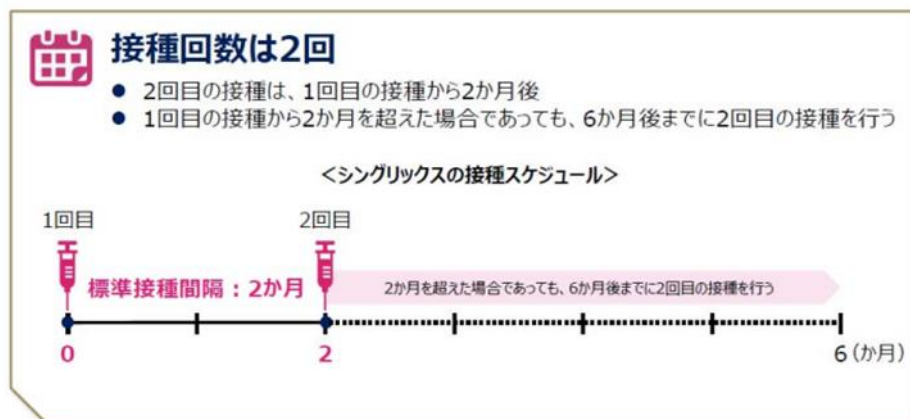 接種回数は2回
● 2回目の接種は、1回目の接種から2か月後
● 1回目の接種から2か月を超えた場合であっても、6か月後までに2回目の接種を行う
＜シングリックスの接種スケジュール＞
1回目 2回目
標準接種間隔：2か月 2か月を超えた場合であっても、6か月後までに2回目の接種を行う
0 2 6（か月）